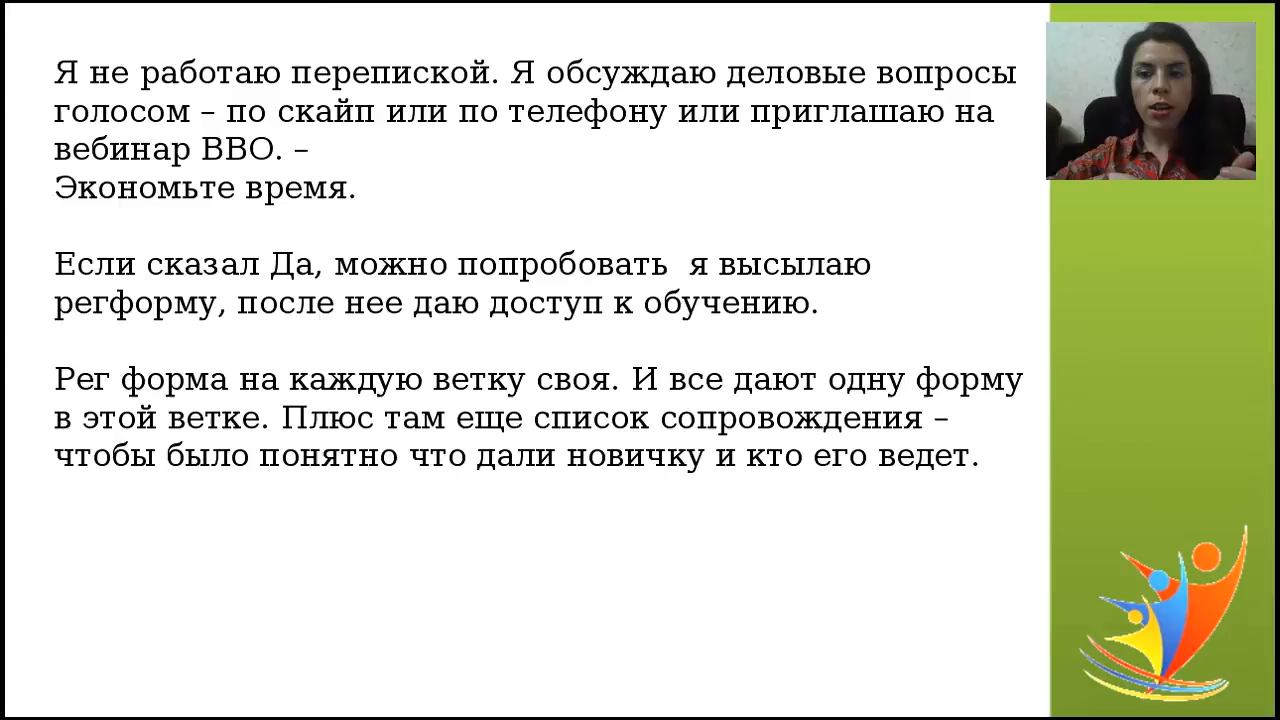 Я не работаю перепиской. Я обсуждаю деловые вопросы
голосом – по скайп или по телефону или приглашаю на
вебинар ВВО. –
Экономьте время.
Если сказал Да, можно попробовать  я высылаю
регформу, после нее даю доступ к обучению.
Рег форма на каждую ветку своя. И все дают одну форму
в этой ветке. Плюс там еще список сопровождения –
чтобы было понятно что дали новичку и кто его ведет.